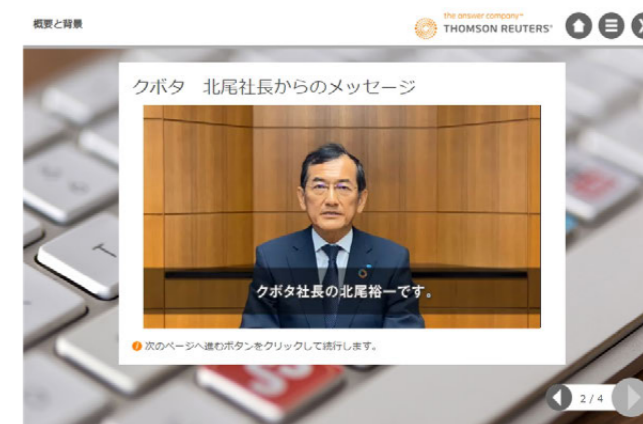 概要と背景
the answer company™
THOMSON REUTERS®
クボタ 北尾社長からのメッセージ
クボタ社長の北尾裕一です。
次のページへ進むボタンをクリックして続行します。
2 / 4